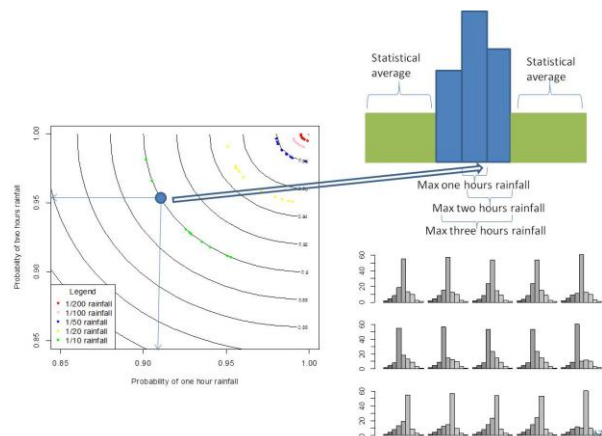 Statistical
average
Statistical
average
Max one hours rainfall
Max two hours rainfall
Max three hours rainfall
Probability of two hours rainfall
1.00
0.95
0.90
0.85
Legend
1/200 rainfall
1/100 rainfall
1/50 rainfall
1/20 rainfall
1/10 rainfall
0.85 0.90 0.95 1.00
Probability of one hour rainfall
0 20 40 60
0 20 40 60
0 20 40 60